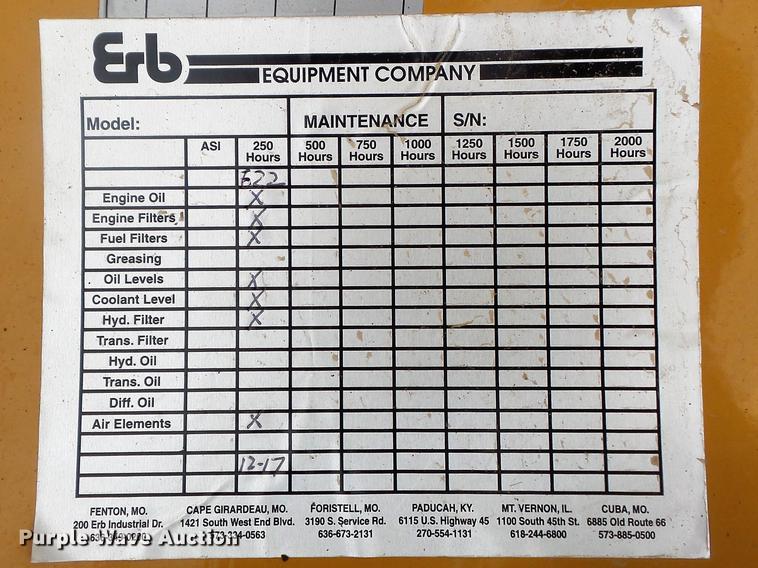 Erb
EQUIPMENT COMPANY
Model: MAINTENANCE S/N:
ASI 250 Hours 500 Hours 750 Hours 1000 Hours 1250 Hours 1500 Hours 1750 Hours 2000 Hours
622
Engine Oil X
Engine Filters X
Fuel Filters X
Greasing
Oil Levels X
Coolant Level X
Hyd. Filter X
Trans. Filter
Hyd. Oil
Trans. Oil
Diff. Oil
Air Elements X
12-17
FENTON, MO. CAPE GIRARDEAU, MO. FORISTELL, MO. PADUCAH, KY. MT. VERNON, IL. CUBA, MO.
200 Erb Industrial Dr. 1421 South West End Blvd. 3190 S. Service Rd. 6115 U.S. Highway 45 1100 South 45th St. 6885 Old Route 66
573-334-0563 636-673-2131 270-554-1131 618-244-6800 573-885-0500
Purple Wave Auction